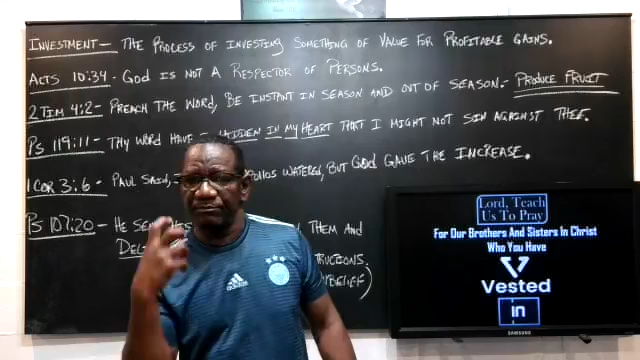 INVESTMENT — THE PROCESS OF INVESTING SOMETHING OF VALUE FOR PROFITABLE GAINS.
ACTS 10:34 - GOD IS NOT A RESPECTOR OF PERSONS.
2 TIM 4:2 - PREACH THE WORD, BE INSTANT IN SEASON AND OUT OF SEASON. - PRODUCE FRUIT
PS 119:11 - THY WORD HAVE I HIDDEN IN MY HEART THAT I MIGHT NOT SIN AGAINST THEE.
1 COR 3:6 - PAUL SAID, WATERED, BUT GOD GAVE THE INCREASE.
PS 107:20 - HE THEM AND
Lord, Teach
Us To Pray
For Our Brothers And Sisters In Christ
Who You Have
Vested
in
SAMSUNG
adidas